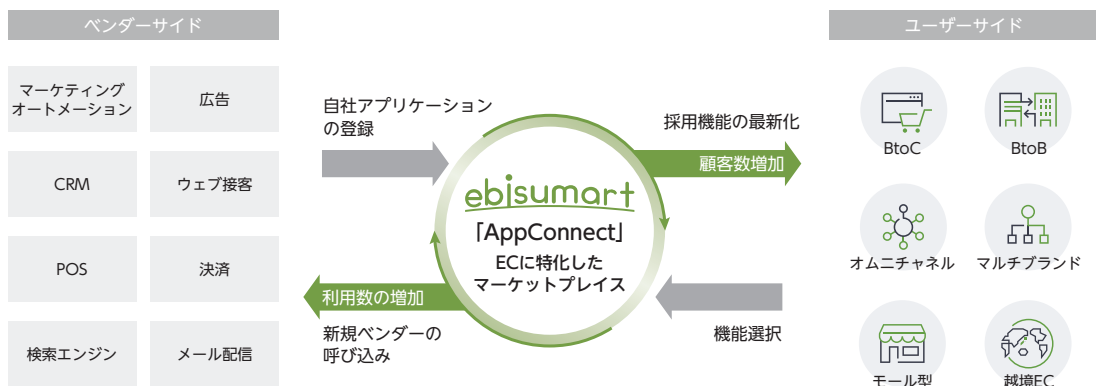 ベンダーサイド
マーケティング
オートメーション
広告
CRM
ウェブ接客
POS
決済
検索エンジン
メール配信
自社アプリケーション
の登録
ebisumart
「AppConnect」
ECに特化した
マーケットプレイス
利用数の増加
新規ベンダーの
呼び込み
採用機能の最新化
顧客数増加
機能選択
ユーザーサイド
BtoC
BtoB
オムニチャネル
マルチブランド
モール型
越境EC